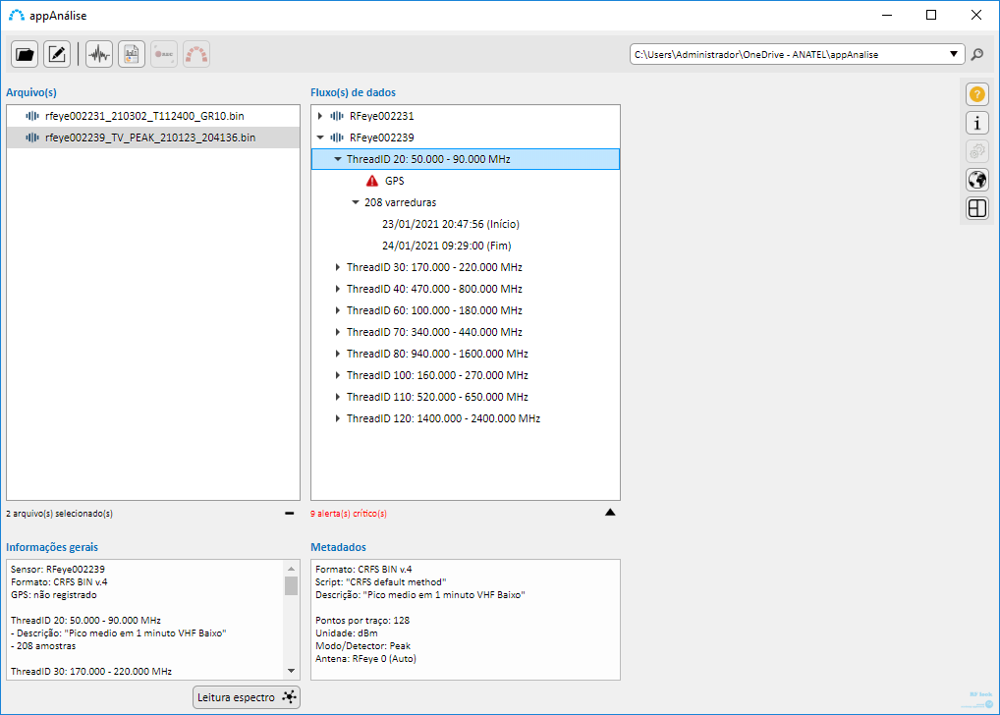 appAnálise
C:\Users\Administrador\OneDrive - ANATEL\appAnalise
Arquivo(s)
rfeye002231_210302_T112400_GR10.bin
rfeye002239_TV_PEAK_210123_204136.bin
2 arquivo(s) selecionado(s)
Fluxo(s) de dados
RFeye002231
RFeye002239
ThreadID 20: 50.000 - 90.000 MHz
GPS
208 varreduras
23/01/2021 20:47:56 (Início)
24/01/2021 09:29:00 (Fim)
ThreadID 30: 170.000 - 220.000 MHz
ThreadID 40: 470.000 - 800.000 MHz
ThreadID 60: 100.000 - 180.000 MHz
ThreadID 70: 340.000 - 440.000 MHz
ThreadID 80: 940.000 - 1600.000 MHz
ThreadID 100: 160.000 - 270.000 MHz
ThreadID 110: 520.000 - 650.000 MHz
ThreadID 120: 1400.000 - 2400.000 MHz
9 alerta(s) crítico(s)
Informações gerais
Sensor: RFeye002239
Formato: CRFS BIN v.4
GPS: não registrado
ThreadID 20: 50.000 - 90.000 MHz
- Descrição: "Pico medio em 1 minuto VHF Baixo"
- 208 amostras
ThreadID 30: 170.000 - 220.000 MHz
Leitura espectro
Metadados
Formato: CRFS BIN v.4
Script: "CRFS default method"
Descrição: "Pico medio em 1 minuto VHF Baixo"
Pontos por traço: 128
Unidade: dBm
Modo/Detector: Peak
Antena: RFeye 0 (Auto)